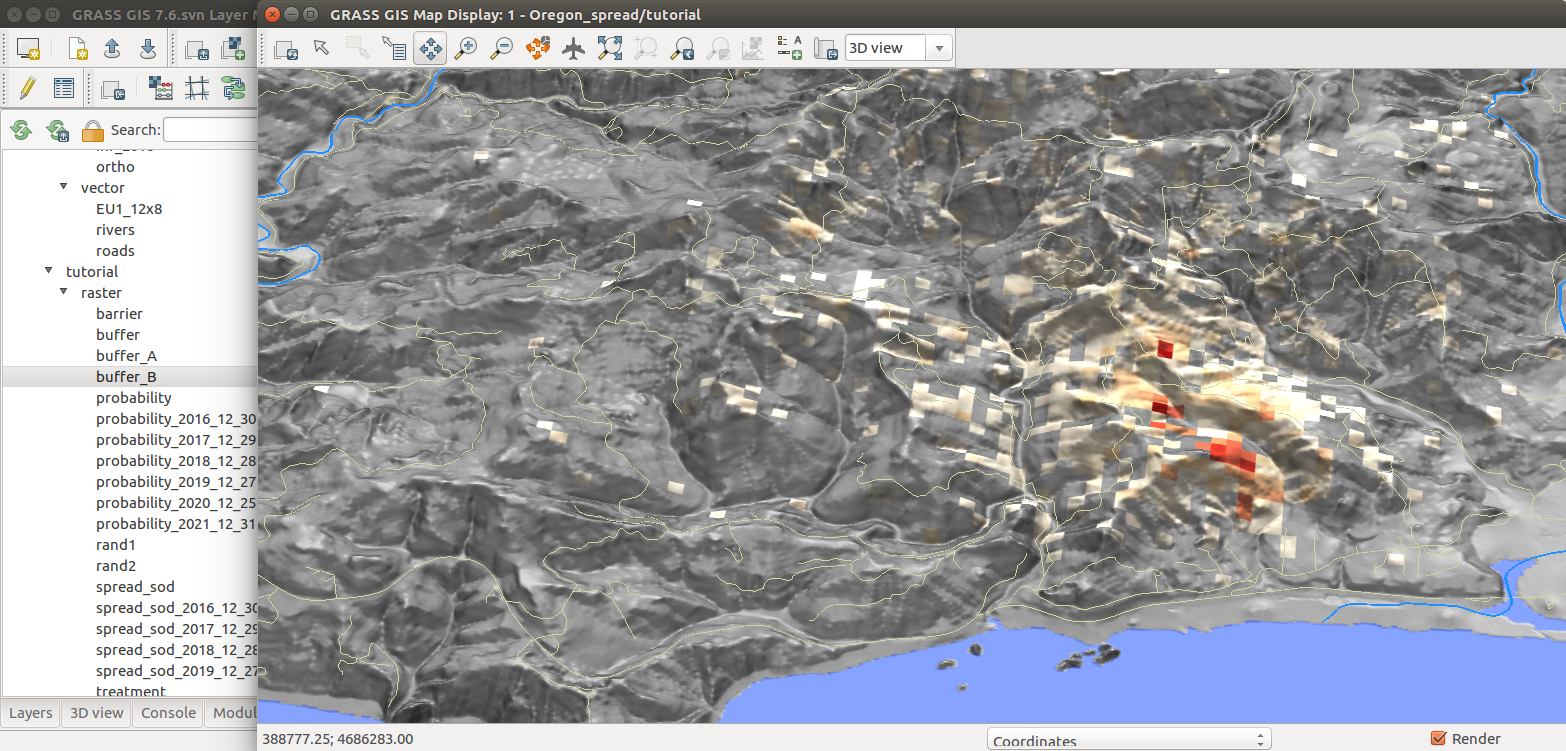 GRASS GIS 7.6.svn Layer M
GRASS GIS Map Display: 1 - Oregon_spread/tutorial
A
3D view
Search:
ortho
vector
EU1_12x8
rivers
roads
tutorial
raster
barrier
buffer
buffer_A
buffer_B
probability
probability_2016_12_30
probability_2017_12_29
probability_2018_12_28
probability_2019_12_27
probability_2020_12_25
probability_2021_12_31
rand1
rand2
spread_sod
spread_sod_2016_12_30
spread_sod_2017_12_29
spread_sod_2018_12_28
spread_sod_2019_12_27
treatment
Layers
3D view
Console
Modul
388777.25; 4686283.00
Coordinates
Render